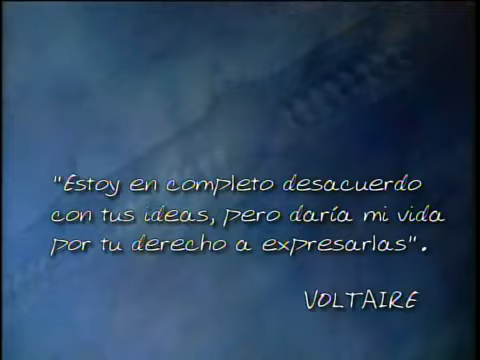 "Estoy en completo desacuerdo
con tus ideas, pero daría mi vida
por tu derecho a expresarlas".
VOLTAIRE